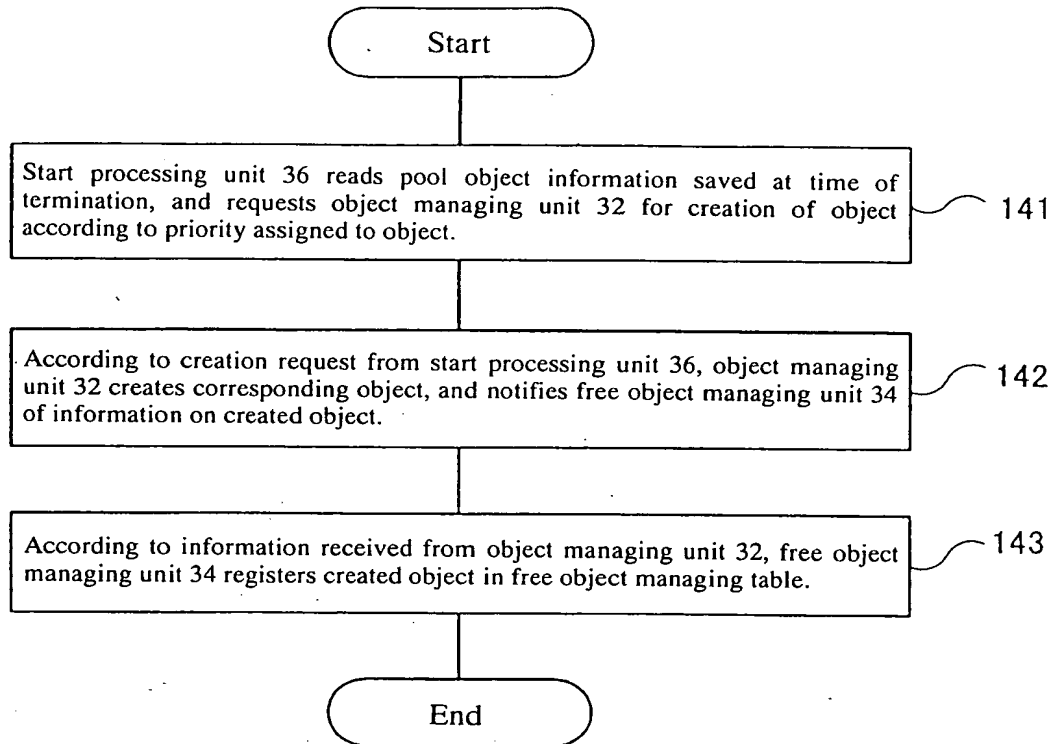 Start
Start processing unit 36 reads pool object information saved at time of
termination, and requests object managing unit 32 for creation of object
according to priority assigned to object.
141
According to creation request from start processing unit 36, object managing
unit 32 creates corresponding object, and notifies free object managing unit 34
of information on created object.
142
According to information received from object managing unit 32, free object
managing unit 34 registers created object in free object managing table.
143
End